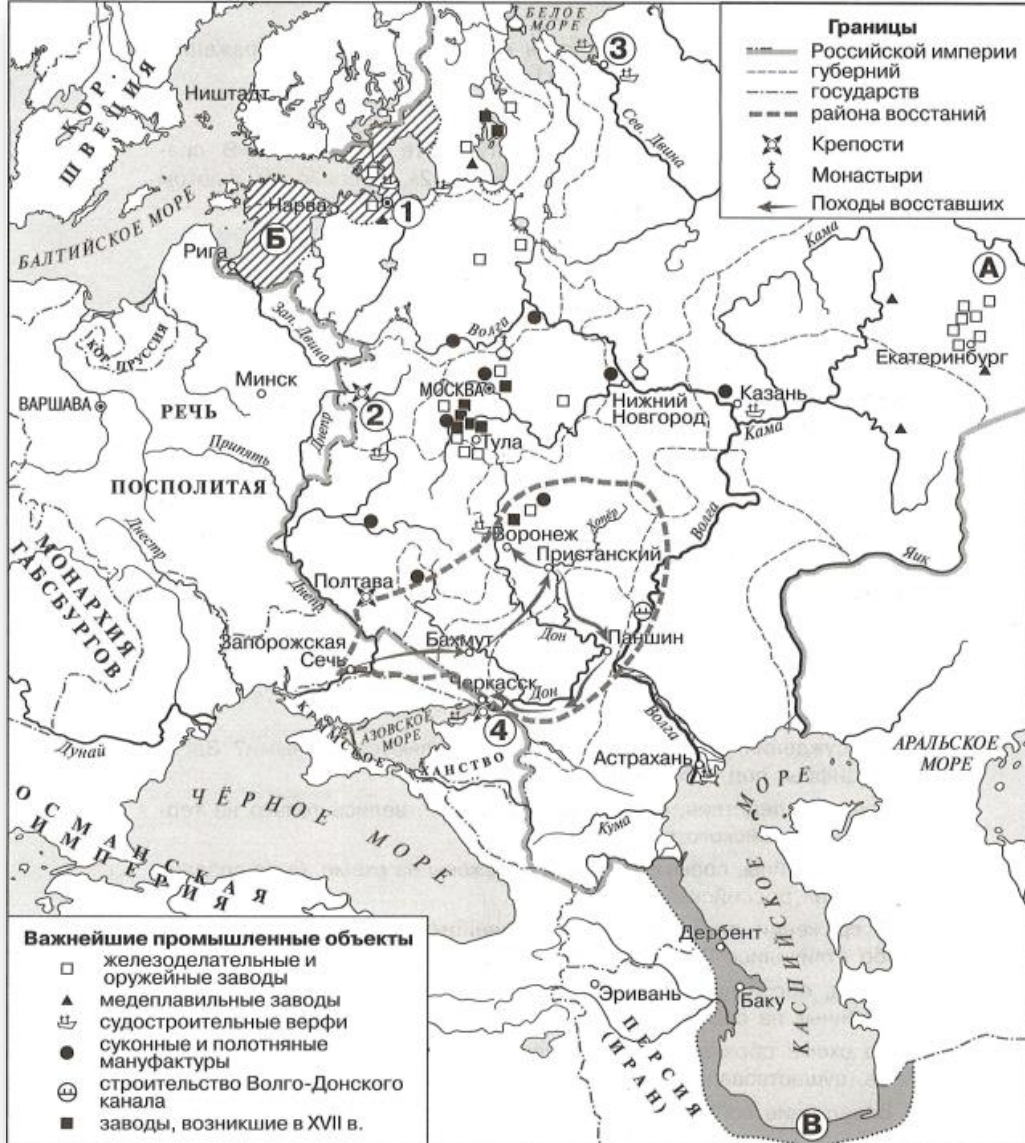 БЕЛОЕ
МОРЕ
3
Границы
Российской империи
губерний
государств
района восстаний
Крепости
Монастыри
Походы восставших
КОР.
ШВЕЦИЯ
Ништадт
Сев. Двина
Нарва
1
Б
БАЛТИЙСКОЕ МОРЕ
Рига
Зап. Двина
Кама
А
Екатеринбург
КОР. ПРУССИЯ
Волга
Минск
МОСКВА
Нижний
Новгород
Казань
Кама
ВАРШАВА
РЕЧЬ
2
Днепр
Тула
Припять
ПОСПОЛИТАЯ
Волга
Хопёр
Воронеж
Пристанский
Яик
Днестр
МОНАРХИЯ
ГАБСБУРГОВ
Полтава
Днепр
Дон
Паншин
Бахмут
Запорожская
Сечь
Черкасск
Дон
4
АЗОВСКОЕ
МОРЕ
КРЫМСКОЕ ХАНСТВО
Волга
Астрахань
АРАЛЬСКОЕ
МОРЕ
Дунай
ЧЁРНОЕ МОРЕ
ОСМАНСКАЯ
ИМПЕРИЯ
Кума
КАСПИЙСКОЕ МОРЕ
Дербент
Баку
Эривань
ПЕРСИЯ
(ИРАН)
В
Важнейшие промышленные объекты
железоделательные и
оружейные заводы
медеплавильные заводы
судостроительные верфи
суконные и полотняные
мануфактуры
строительство Волго-Донского
канала
заводы, возникшие в XVII в.